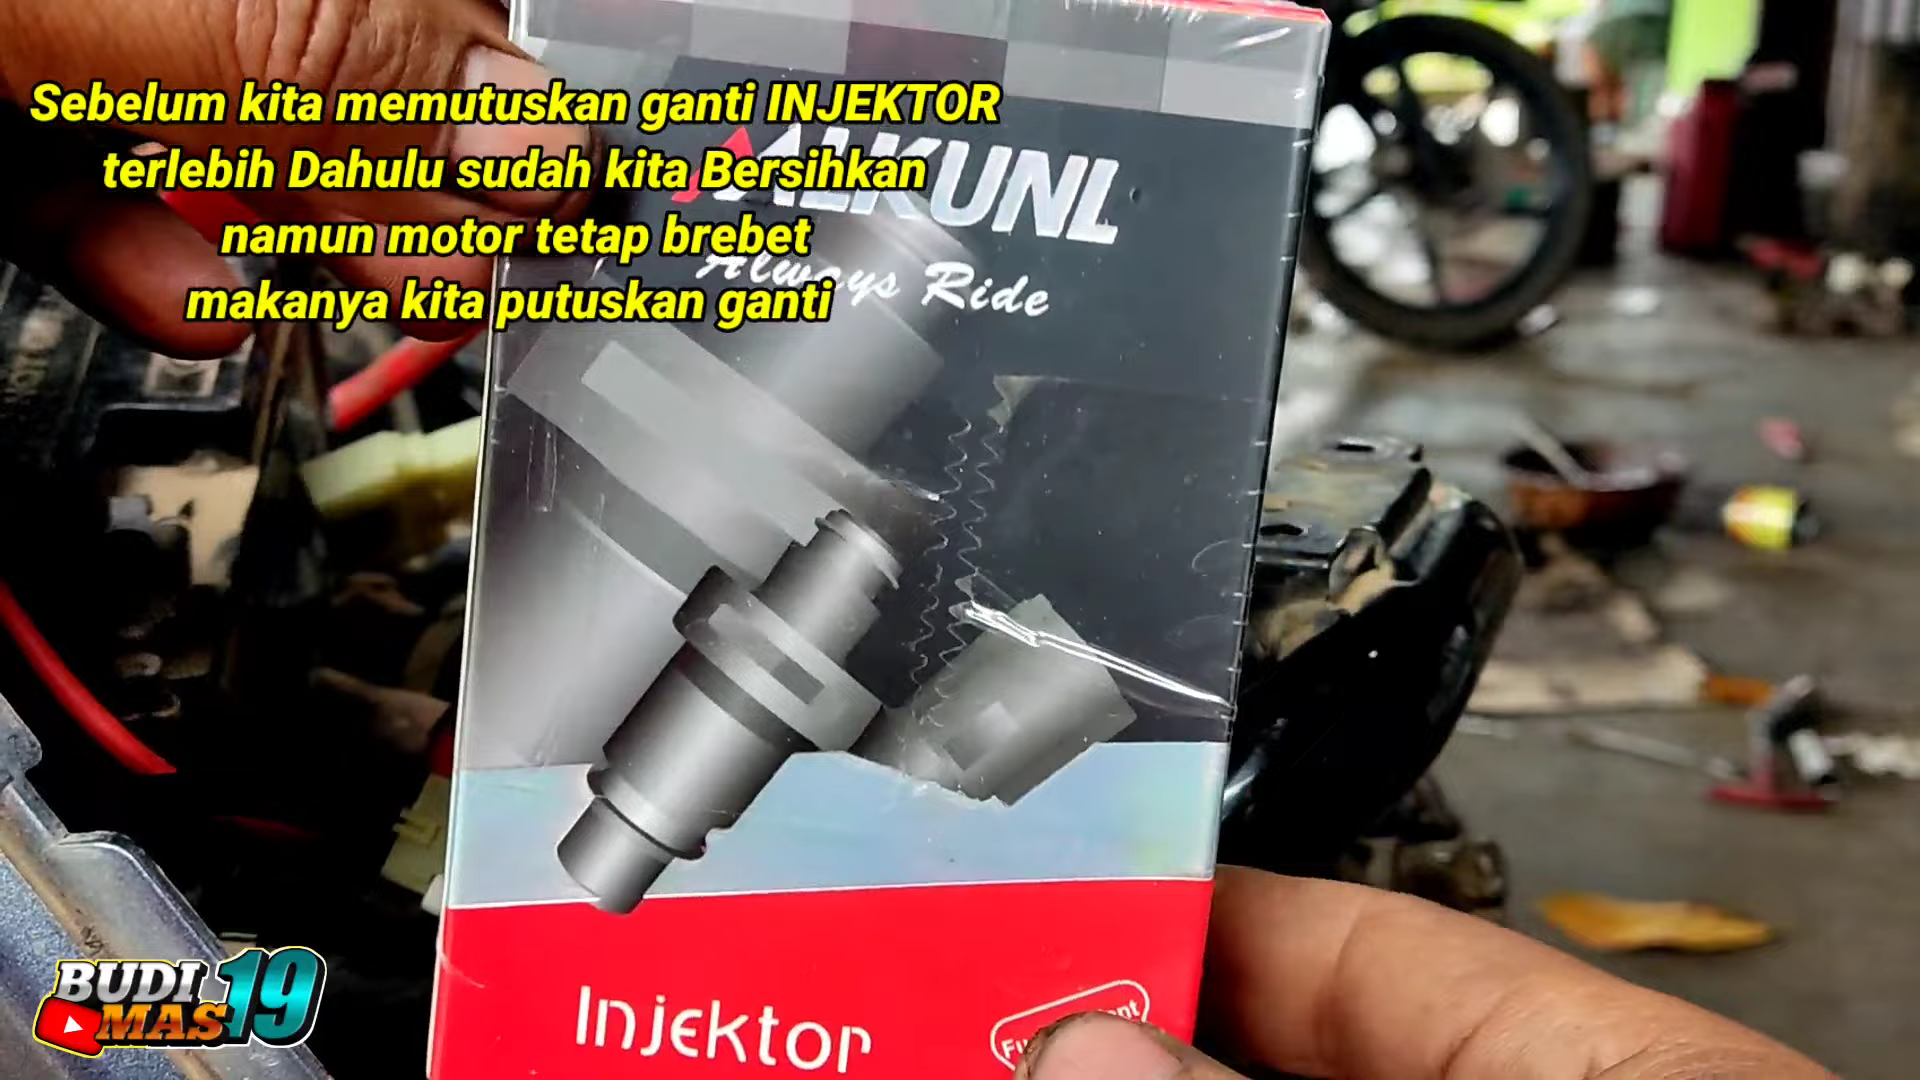 Sebelum kita memutuskan ganti INJEKTOR
terlebih Dahulu sudah kita Bersihkan
namun motor tetap brebet
makanya kita putuskan ganti
ALKUNL
Always Ride
BUDI
MAS 19
Injektor